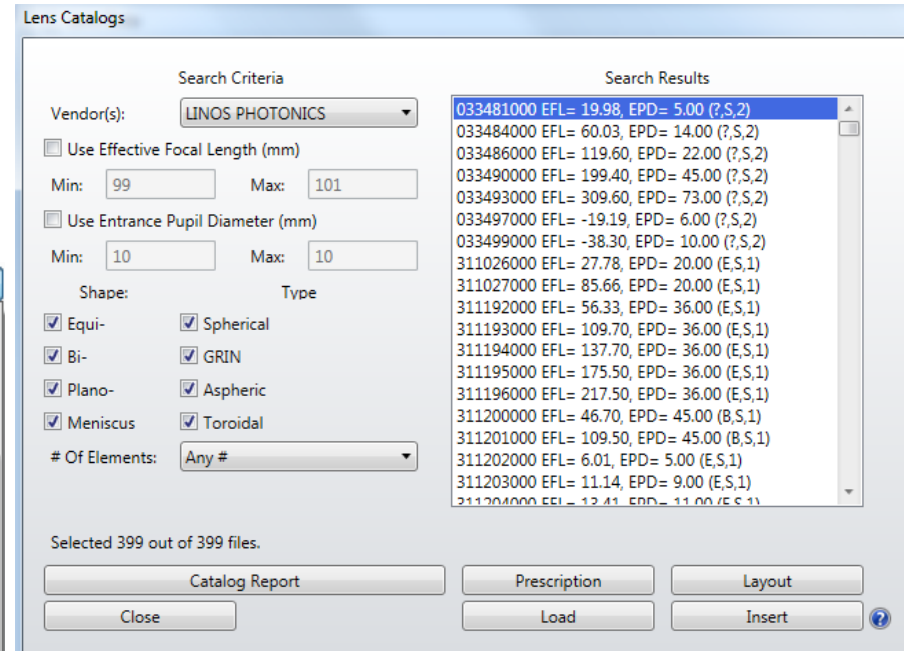 Lens Catalogs
Search Criteria
Vendor(s): LINOS PHOTONICS
Use Effective Focal Length (mm)
Min: 99 Max: 101
Use Entrance Pupil Diameter (mm)
Min: 10 Max: 10
Shape: Type
Equi- Spherical
Bi- GRIN
Plano- Aspheric
Meniscus Toroidal
# Of Elements: Any #
Search Results
033481000 EFL= 19.98, EPD= 5.00 (?,S,2)
033484000 EFL= 60.03, EPD= 14.00 (?,S,2)
033486000 EFL= 119.60, EPD= 22.00 (?,S,2)
033490000 EFL= 199.40, EPD= 45.00 (?,S,2)
033493000 EFL= 309.60, EPD= 73.00 (?,S,2)
033497000 EFL= -19.19, EPD= 6.00 (?,S,2)
033499000 EFL= -38.30, EPD= 10.00 (?,S,2)
311026000 EFL= 27.78, EPD= 20.00 (E,S,1)
311027000 EFL= 85.66, EPD= 20.00 (E,S,1)
311192000 EFL= 56.33, EPD= 36.00 (E,S,1)
311193000 EFL= 109.70, EPD= 36.00 (E,S,1)
311194000 EFL= 137.70, EPD= 36.00 (E,S,1)
311195000 EFL= 175.50, EPD= 36.00 (E,S,1)
311196000 EFL= 217.50, EPD= 36.00 (E,S,1)
311200000 EFL= 46.70, EPD= 45.00 (B,S,1)
311201000 EFL= 109.50, EPD= 45.00 (B,S,1)
311202000 EFL= 6.01, EPD= 5.00 (E,S,1)
311203000 EFL= 11.14, EPD= 9.00 (E,S,1)
311204000 EFL= 13.41, EPD= 11.00 (E,S,1)
Selected 399 out of 399 files.
Catalog Report Prescription Layout
Close Load Insert ?